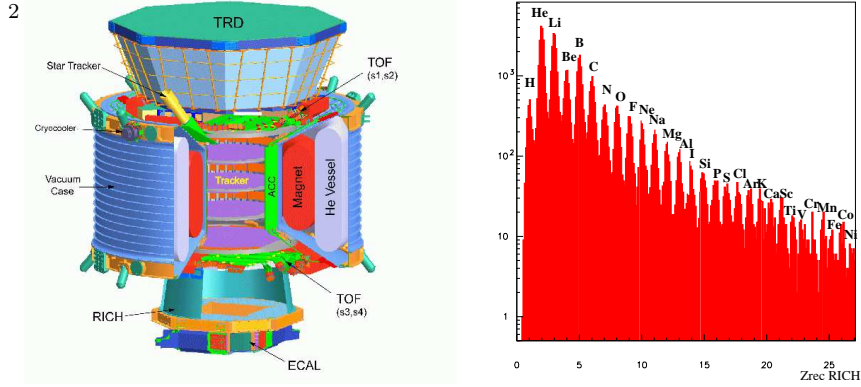 2
TRD
Star Tracker
TOF
(s1,s2)
Cryocooler
Vacuum
Case
Tracker
ACC
Magnet
He Vessel
RICH
TOF
(s3,s4)
ECAL
10³
10²
10
1
H
He
Li
Be
B
C
N
O
F
Ne
Na
Mg
Al
I
Si
P
S
Cl
Ar
K
Ca
Sc
Ti
V
Cr
Mn
Fe
Co
Ni
0 5 10 15 20 25
Zrec RICH